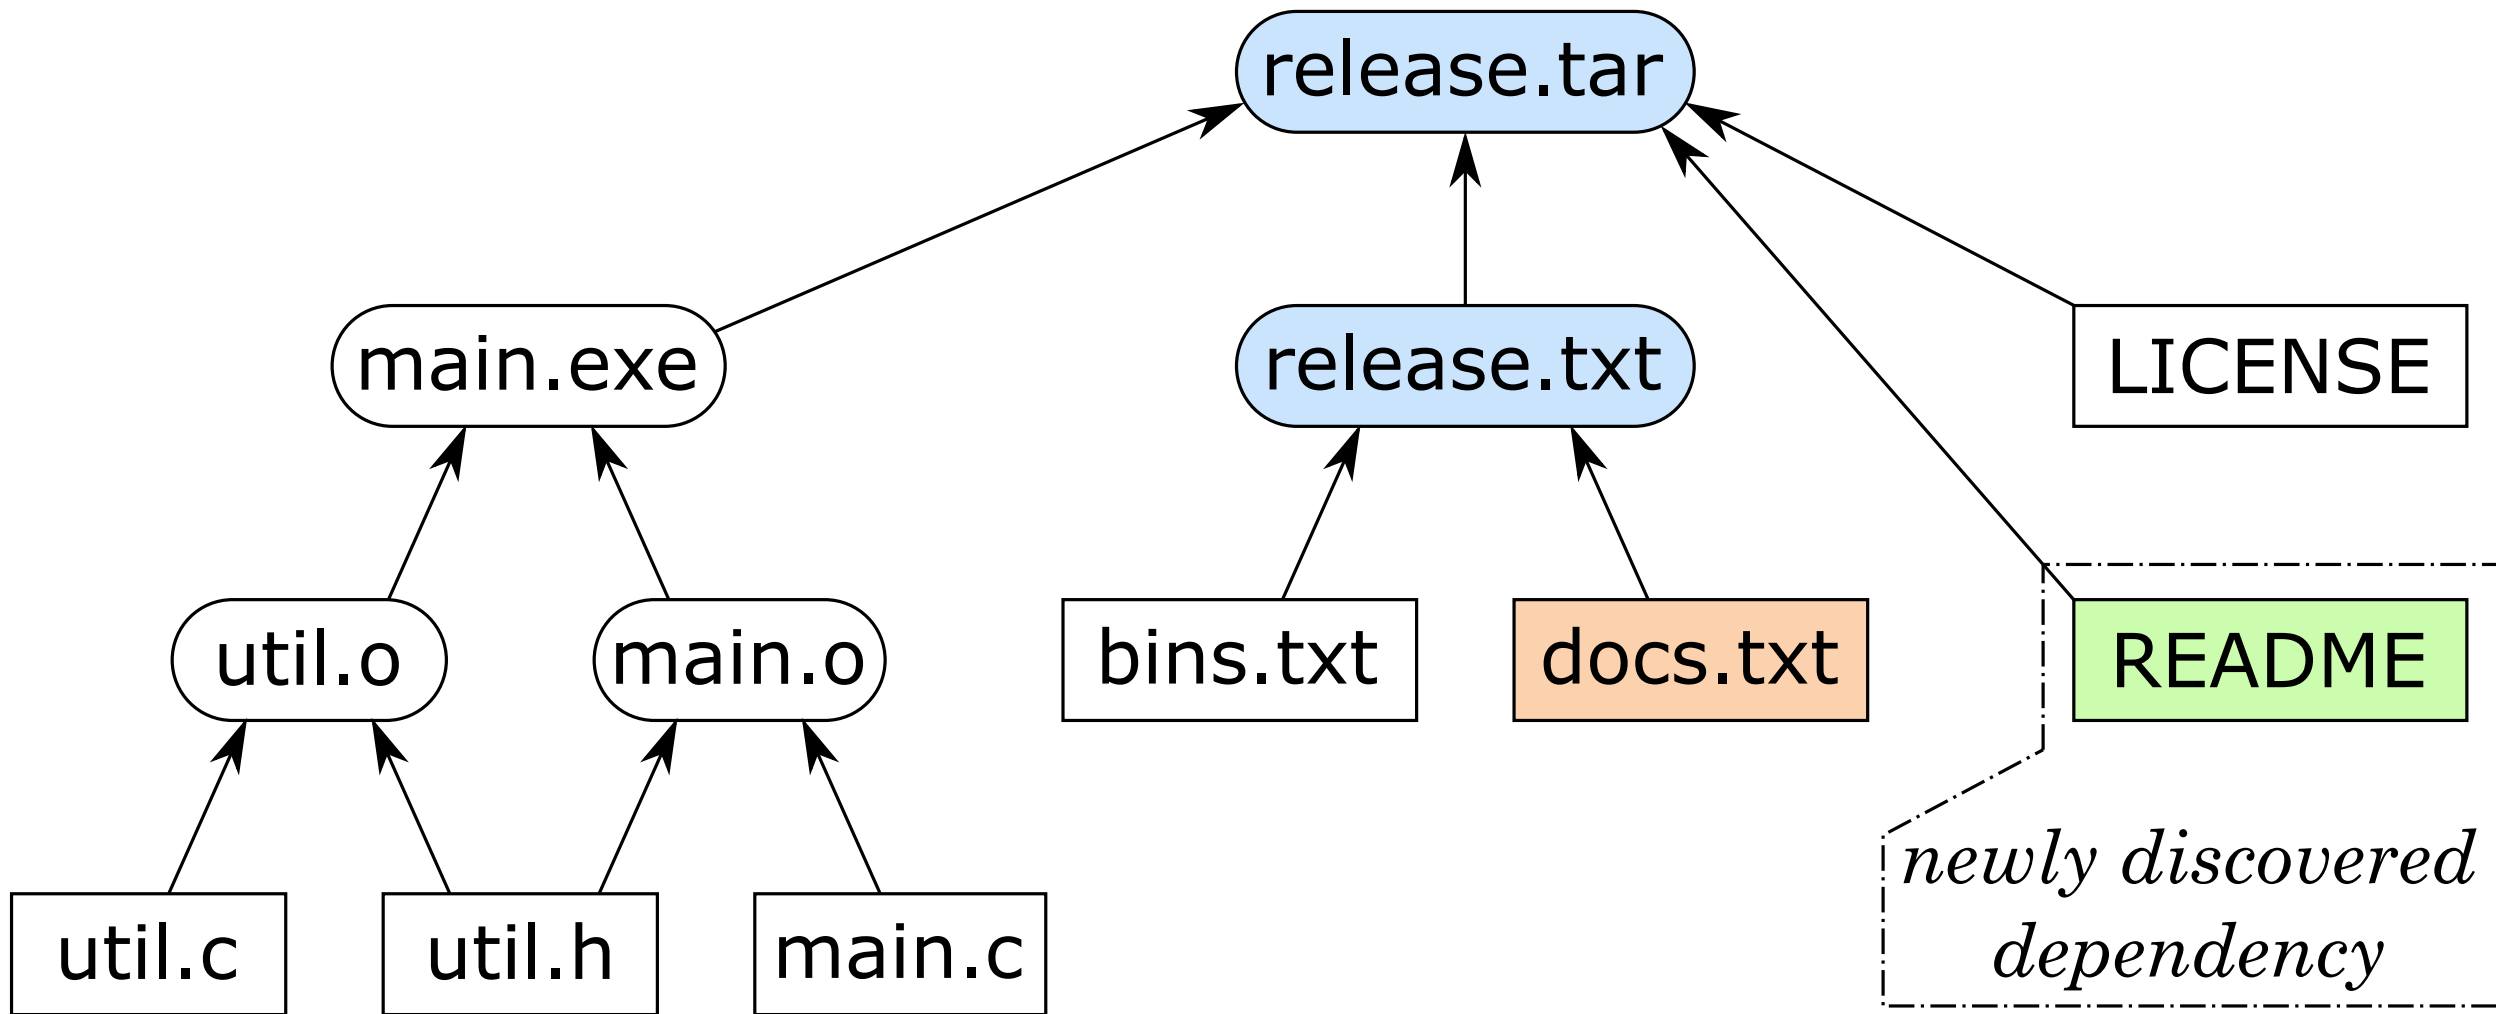 release.tar
main.exe
release.txt
LICENSE
util.o
main.o
bins.txt
docs.txt
README
util.c
util.h
main.c
newly discovered
dependency